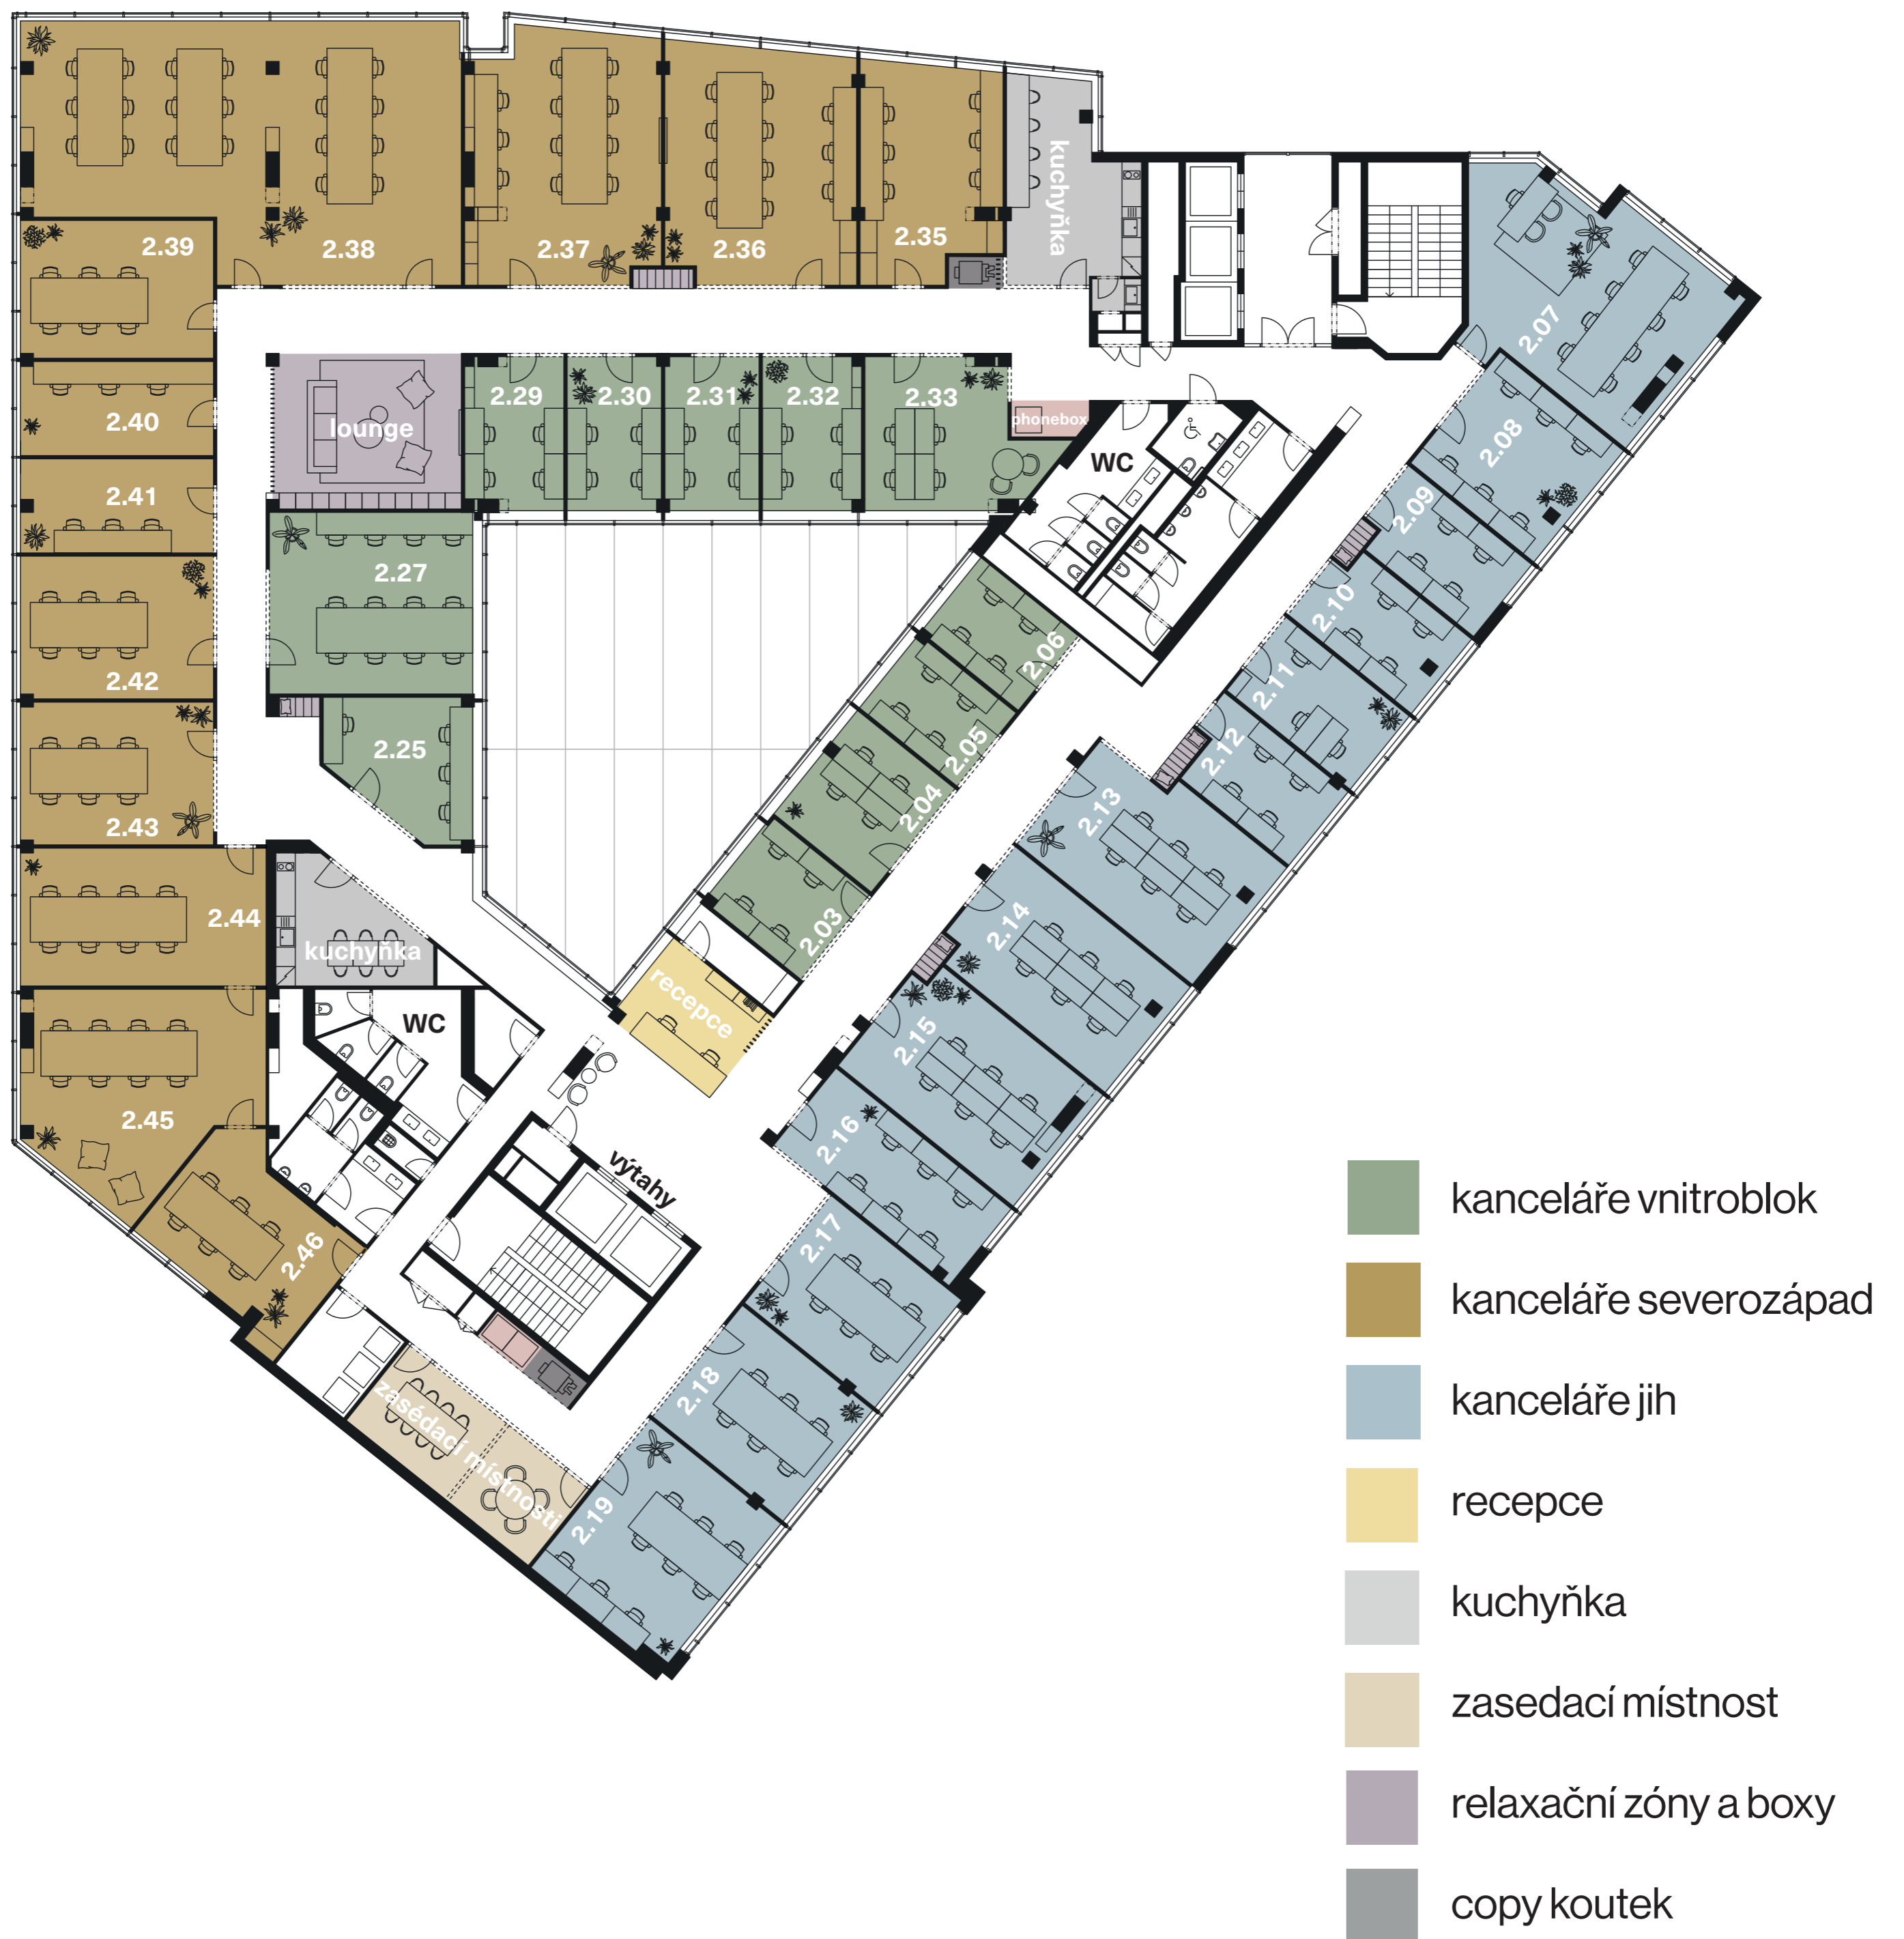 2.39
2.38
2.37
2.36
2.35
kuchyňka
2.07
2.40
lounge
2.29
2.30
2.31
2.32
2.33
phonebox
WC
2.08
2.41
2.09
2.27
2.10
2.42
2.06
2.11
2.25
2.05
2.12
2.43
2.04
2.13
2.44
kuchyňka
2.03
2.14
recepce
WC
2.15
2.45
2.16
výtahy
2.46
2.17
2.18
zasédací místnosti
2.19
kanceláře vnitroblok
kanceláře severozápad
kanceláře jih
recepce
kuchyňka
zasedací místnost
relaxační zóny a boxy
copy koutek